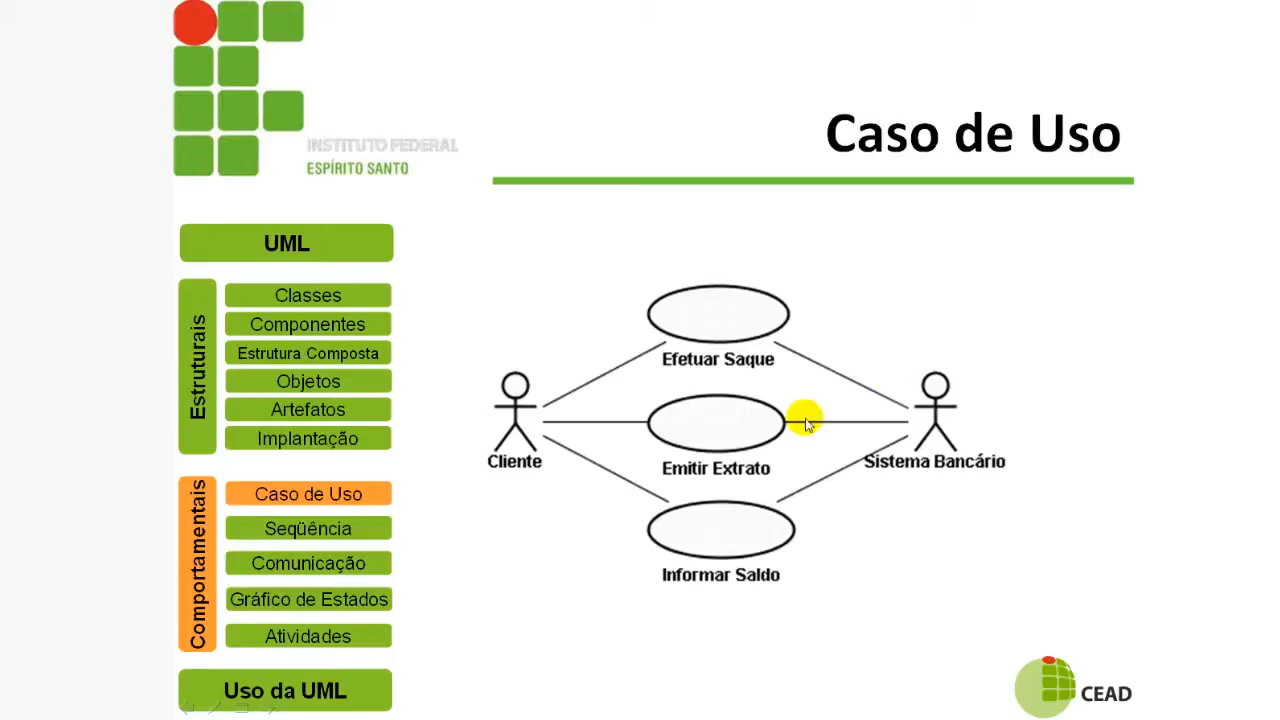 INSTITUTO FEDERAL
ESPÍRITO SANTO
Caso de Uso
UML
Estruturais
Classes
Componentes
Estrutura Composta
Objetos
Artefatos
Implantação
Comportamentais
Caso de Uso
Seqüência
Comunicação
Gráfico de Estados
Atividades
Uso da UML
Efetuar Saque
Cliente
Emitir Extrato
Sistema Bancário
Informar Saldo
CEAD